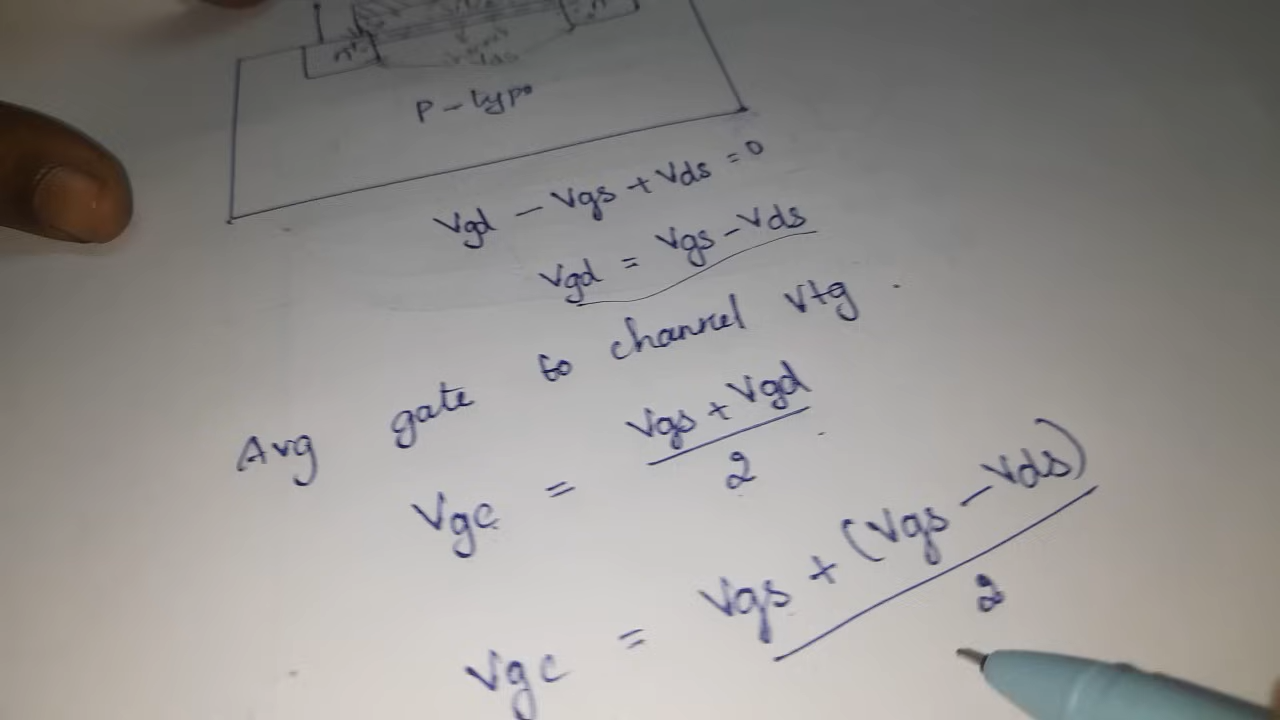 n+
n+
P-type
Vgd - Vgs + Vds = 0
Vgd = Vgs - Vds
Avg gate to channel Vtg.
Vgc = Vgs + Vgd / 2
Vgc = Vgs + (Vgs - Vds) / 2